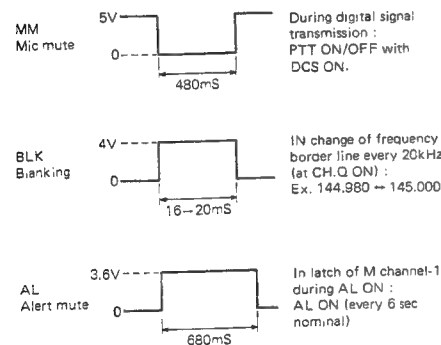 MM
Mic mute
5V
0
480mS
During digital signal
transmission :
PTT ON/OFF with
DCS ON.
BLK
Blanking
4V
0
16–20mS
IN change of frequency
border line every 20kHz
(at CH.Q ON) :
Ex. 144.980 ↔ 145.000
AL
Alert mute
3.6V
0
680mS
In latch of M channel-1
during AL ON :
AL ON (every 6 sec
nominal)